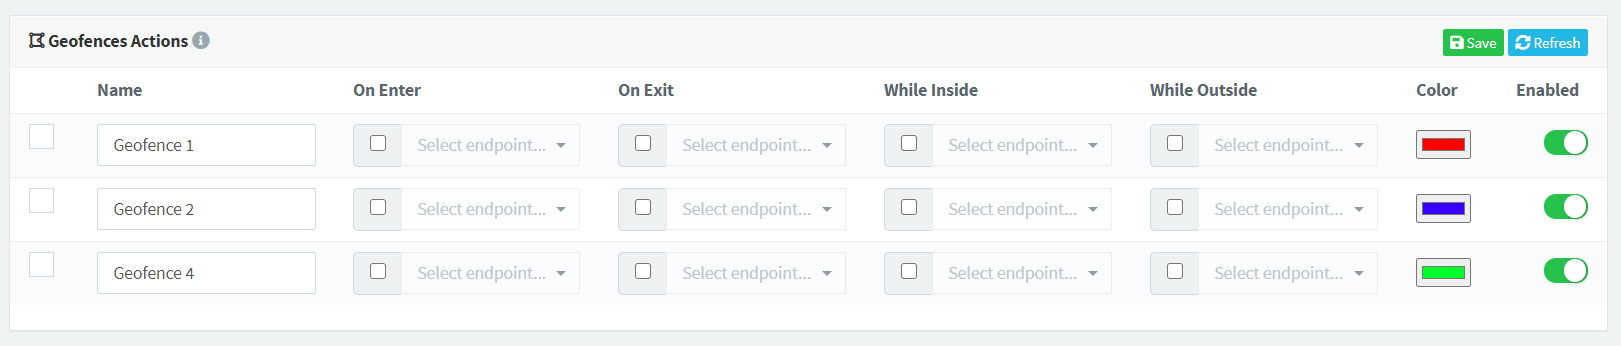 Geofences Actions
Save Refresh
Name On Enter On Exit While Inside While Outside Color Enabled
Geofence 1 Select endpoint... Select endpoint... Select endpoint... Select endpoint...
Geofence 2 Select endpoint... Select endpoint... Select endpoint... Select endpoint...
Geofence 4 Select endpoint... Select endpoint... Select endpoint... Select endpoint...